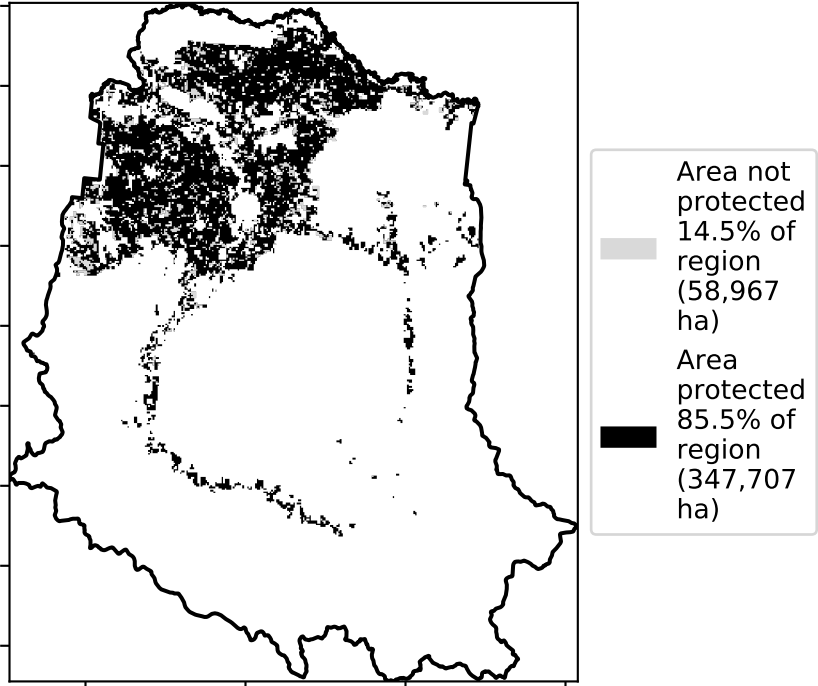 Area not
protected
14.5% of
region
(58,967
ha)
Area
protected
85.5% of
region
(347,707
ha)